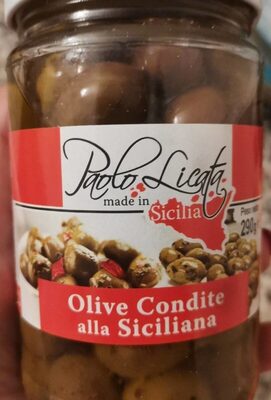 Paolo Licata
made in
Sicilia
Peso
290g
Olive Condite
alla Siciliana